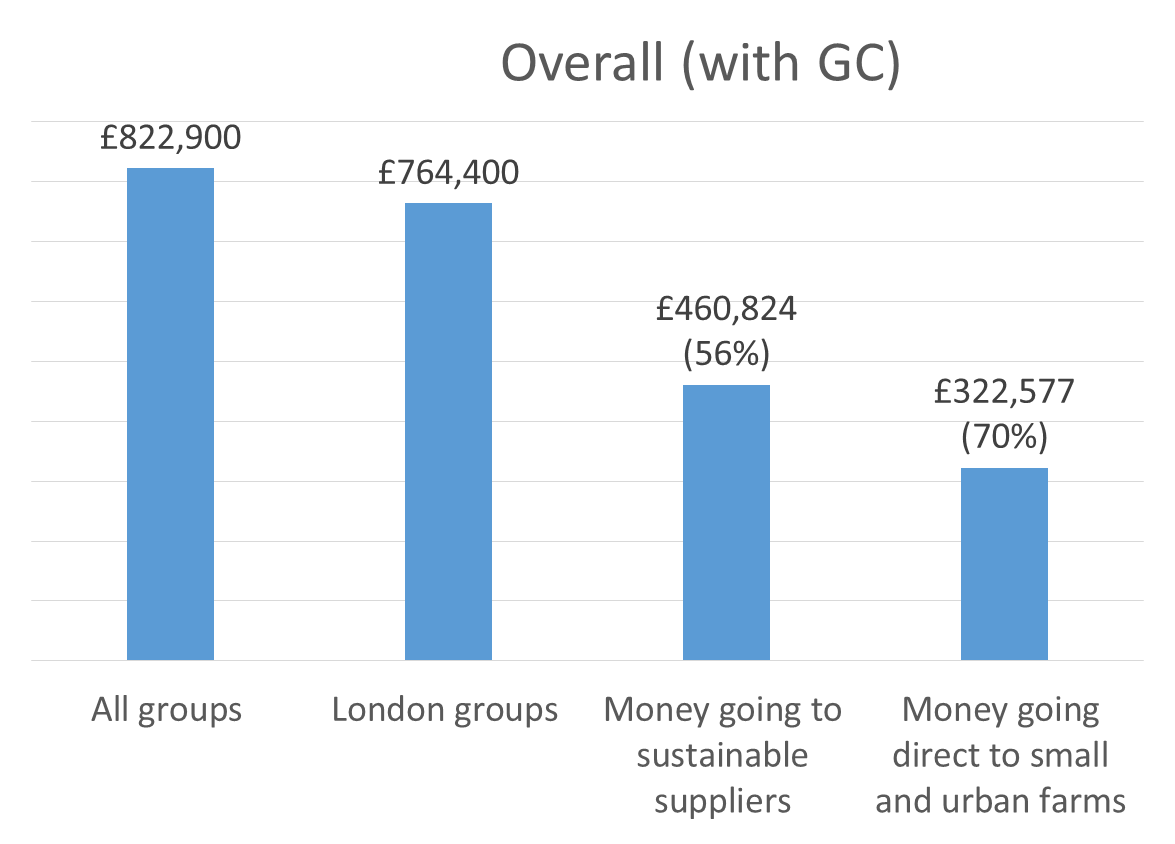 Overall (with GC)
£822,900
£764,400
£460,824
(56%)
£322,577
(70%)
All groups
London groups
Money going to
sustainable
suppliers
Money going
direct to small
and urban farms